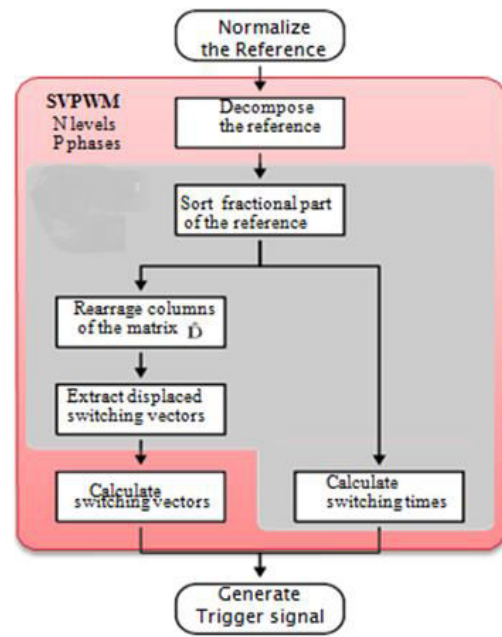 Normalize
the Reference
SVPWM
N levels
P phases
Decompose
the reference
Sort fractional part
of the reference
Rearrage columns
of the matrix D̂
Extract displaced
switching vectors
Calculate
switching vectors
Calculate
switching times
Generate
Trigger signal